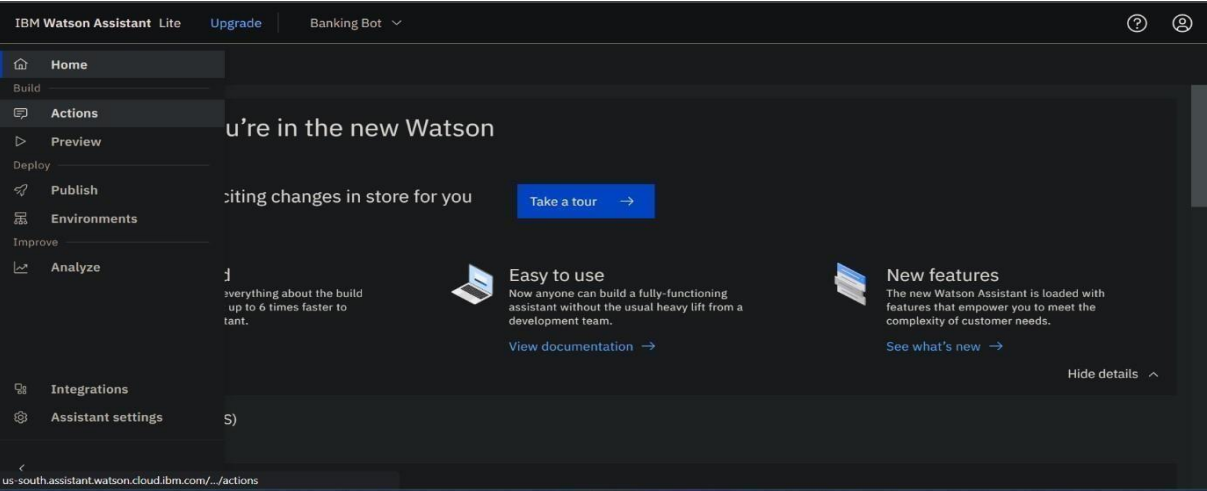 IBM Watson Assistant Lite Upgrade Banking Bot
Home
Build
Actions
Preview
Deploy
Publish
Environments
Improve
Analyze
Integrations
Assistant settings
u’re in the new Watson
citing changes in store for you
Take a tour →
d
everything about the build
up to 6 times faster to
tant.
Easy to use
Now anyone can build a fully-functioning
assistant without the usual heavy lift from a
development team.
View documentation →
New features
The new Watson Assistant is loaded with
features that empower you to meet the
complexity of customer needs.
See what’s new →
Hide details
S)
us-south.assistant.watson.cloud.ibm.com/.../actions